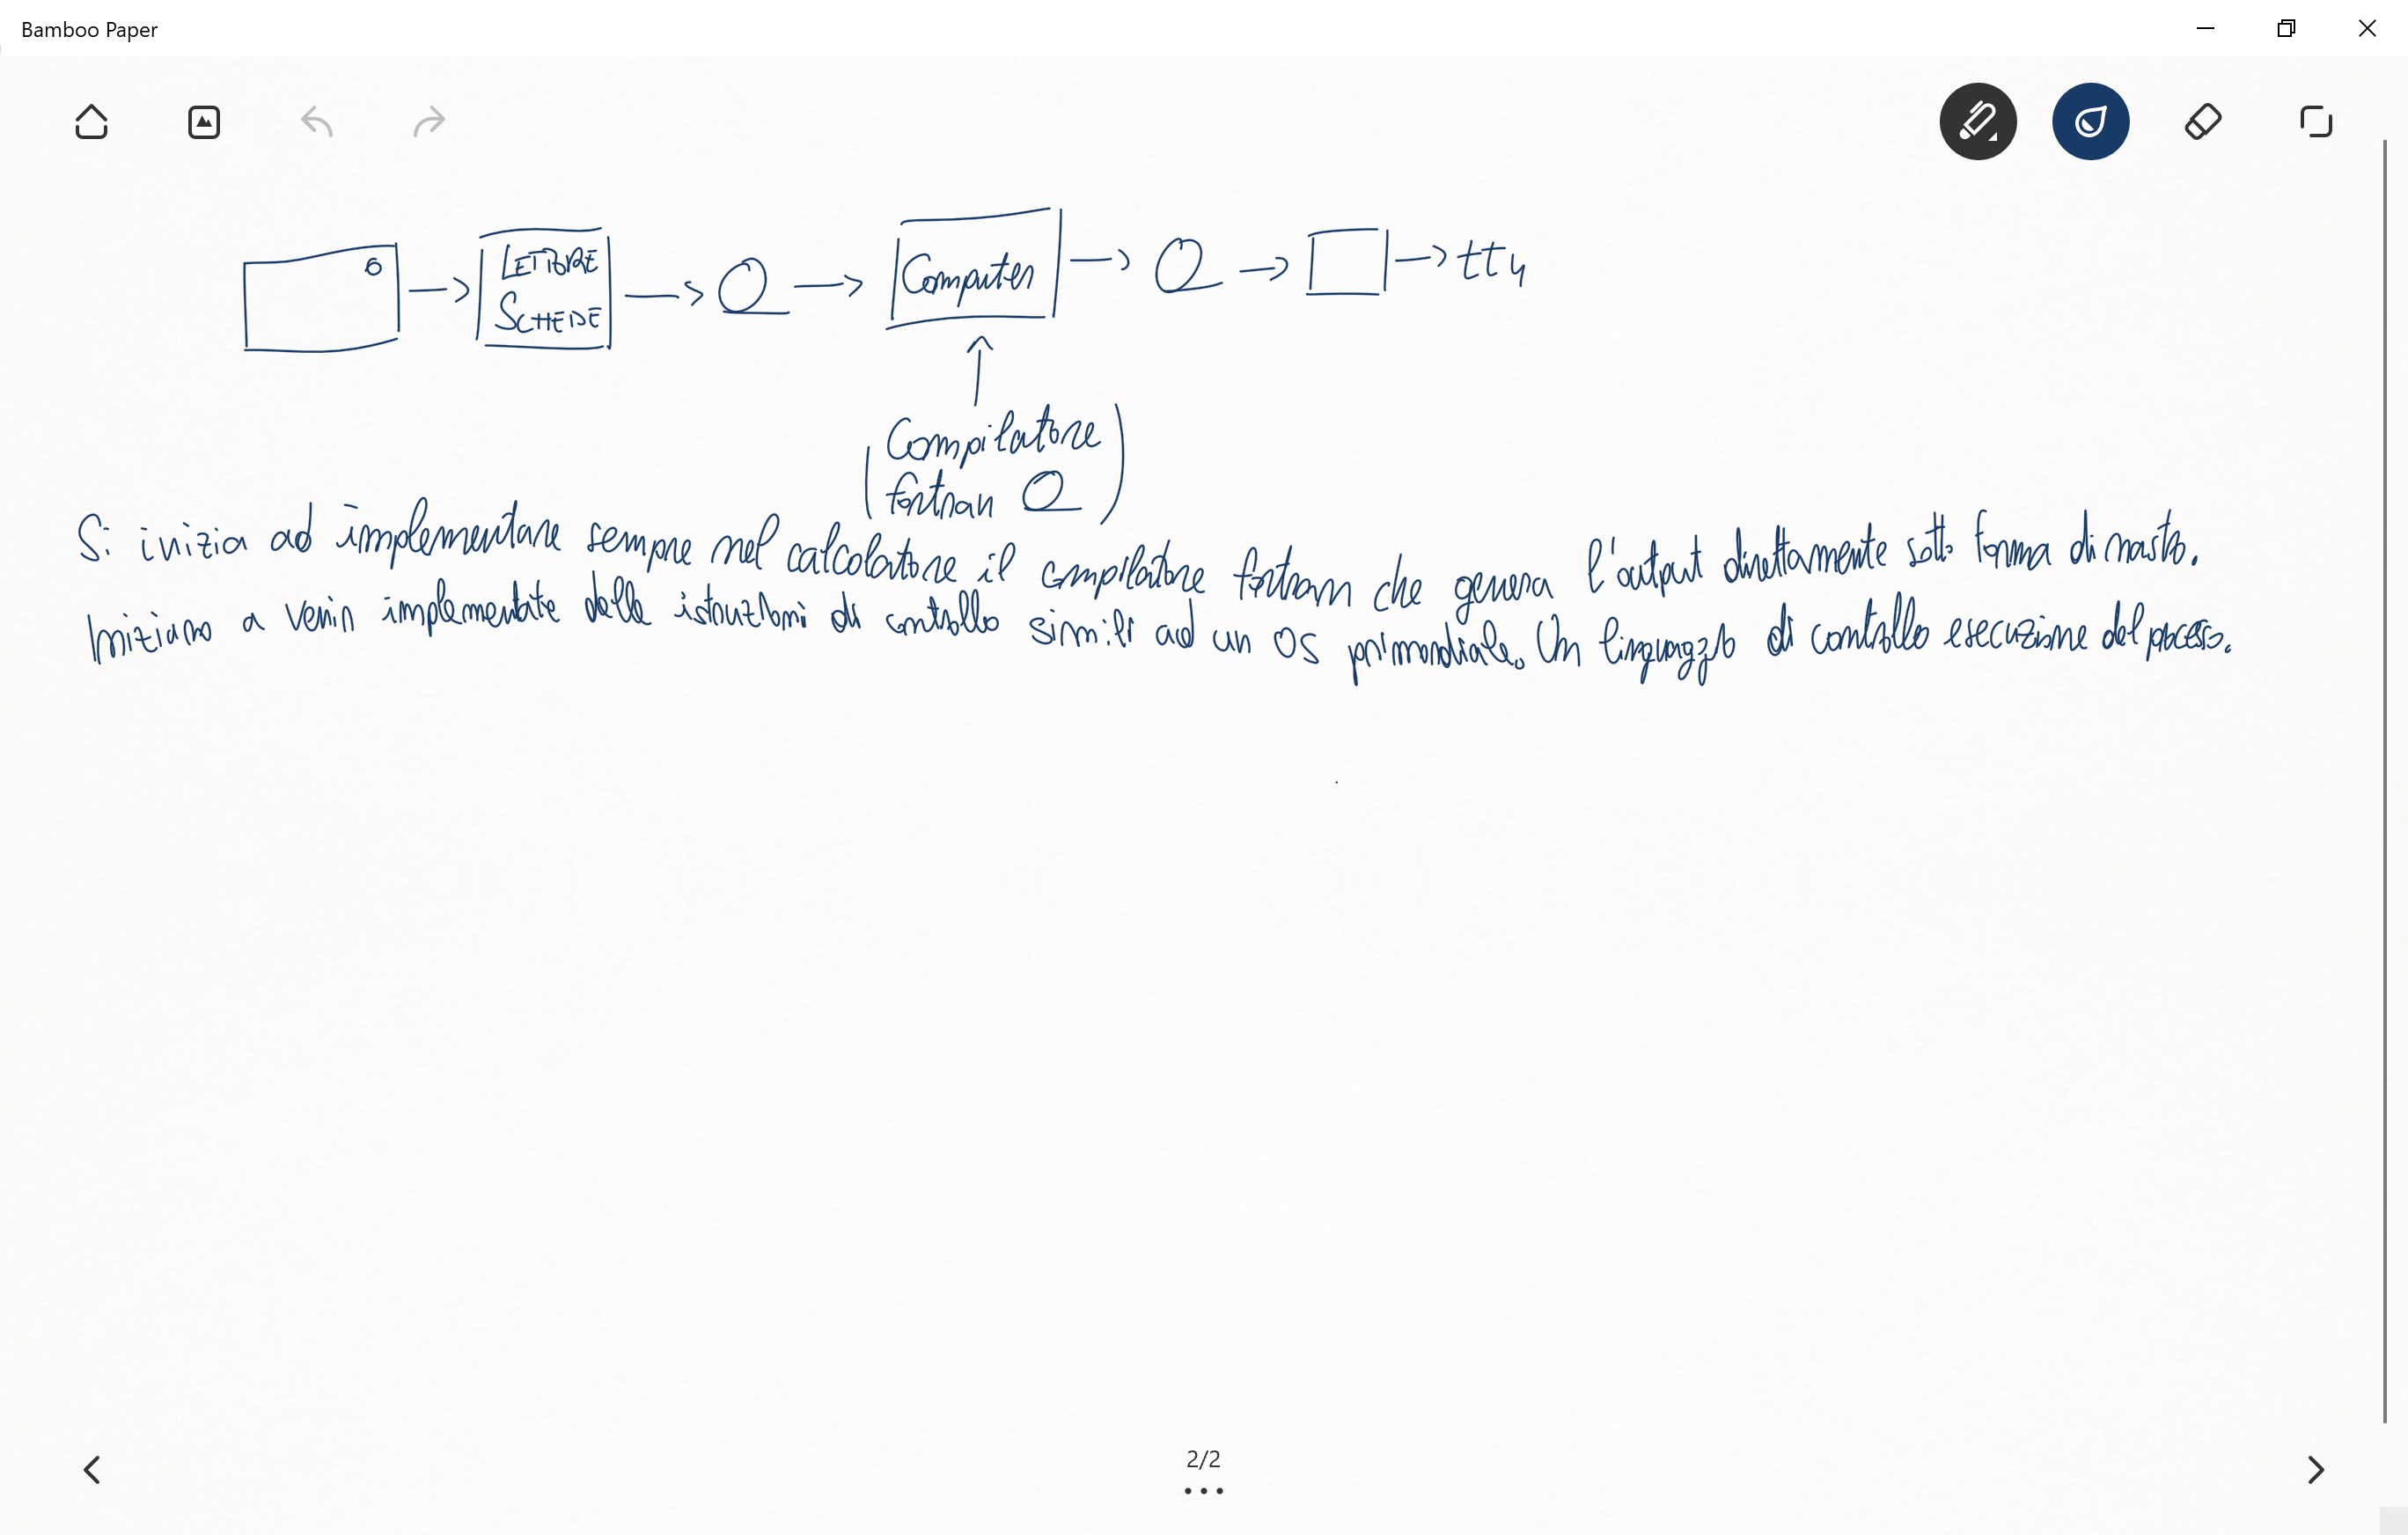 Bamboo Paper
LETTORE
SCHEDE
Computer
tty
Compilatore
fortran
Si inizia ad implementare sempre nel calcolatore il compilatore fortran che genera l'output direttamente sotto forma di nastro.
Iniziano a venir implementate delle istruzioni di controllo simili ad un OS primordiale. Un linguaggio di controllo esecuzione del processo.
2/2